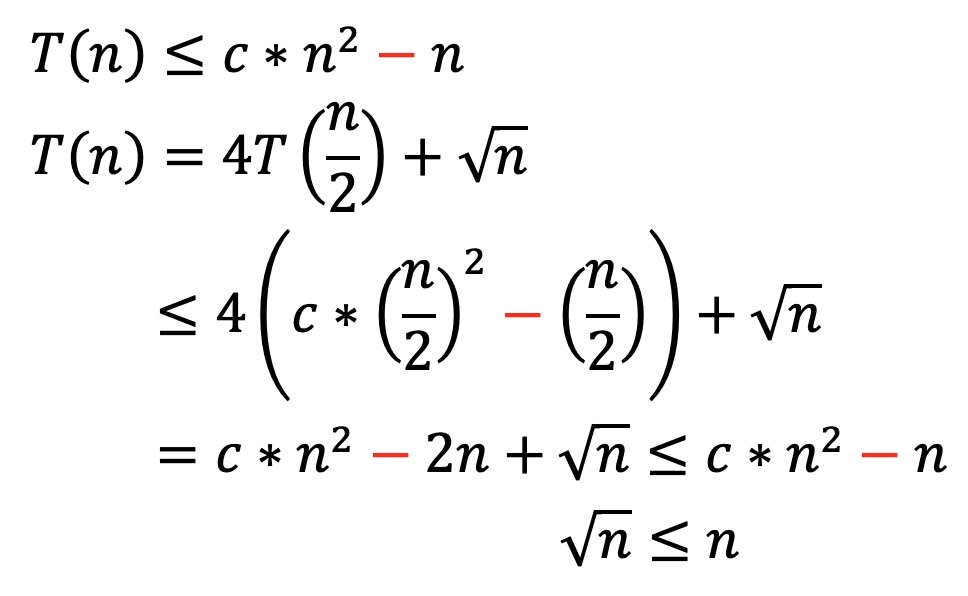 T(n) ≤ c ∗ n² − n
T(n) = 4T(n/2) + √n
≤ 4(c ∗ (n/2)² − (n/2)) + √n
= c ∗ n² − 2n + √n ≤ c ∗ n² − n
√n ≤ n